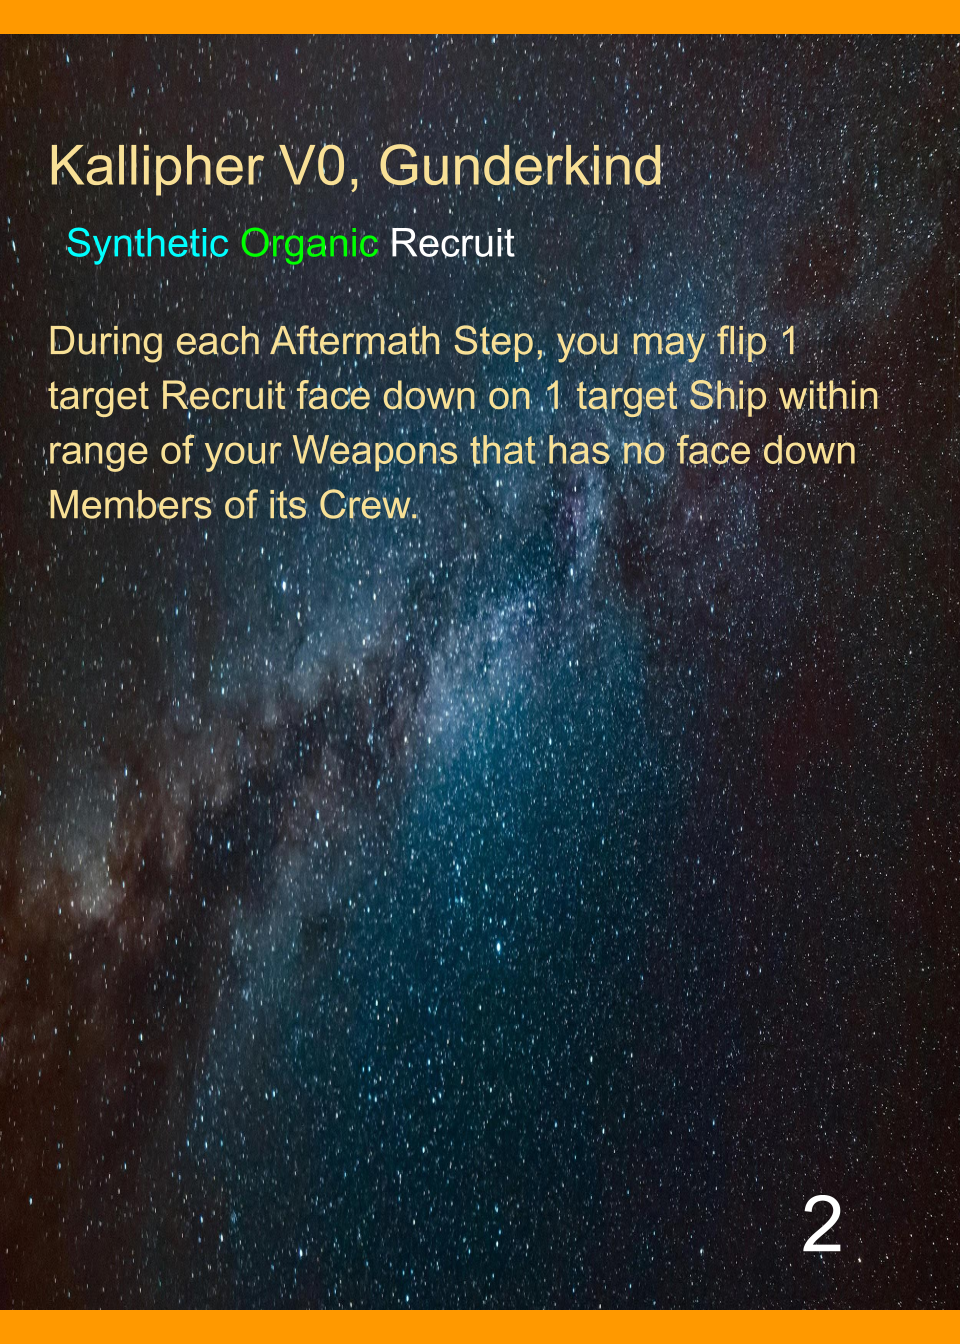 Kallipher V0, Gunderkind
Synthetic Organic Recruit
During each Aftermath Step, you may flip 1
target Recruit face down on 1 target Ship within
range of your Weapons that has no face down
Members of its Crew.
2